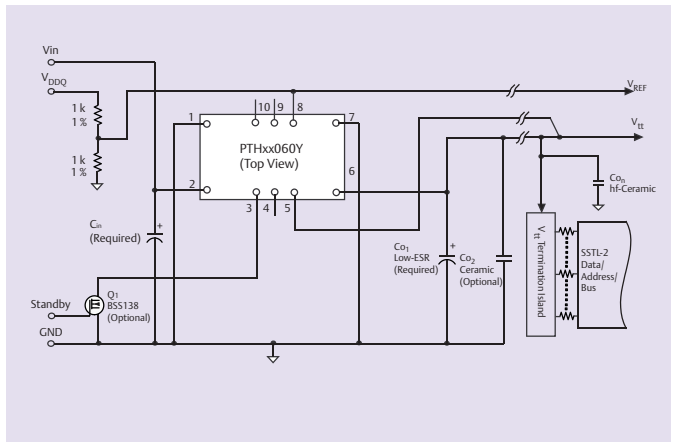 Vin
VDDQ
1 k
1 %
1 k
1 %
VREF
Vtt
10 9 8
1
7
PTHxx060Y
(Top View)
6
2
3 4 5
Con
hf-Ceramic
Cin
(Required)
+
Co1
Low-ESR
(Required)
+
Co2
Ceramic
(Optional)
Vtt Termination Island
SSTL-2
Data/
Address/
Bus
Q1
BSS138
(Optional)
Standby
GND